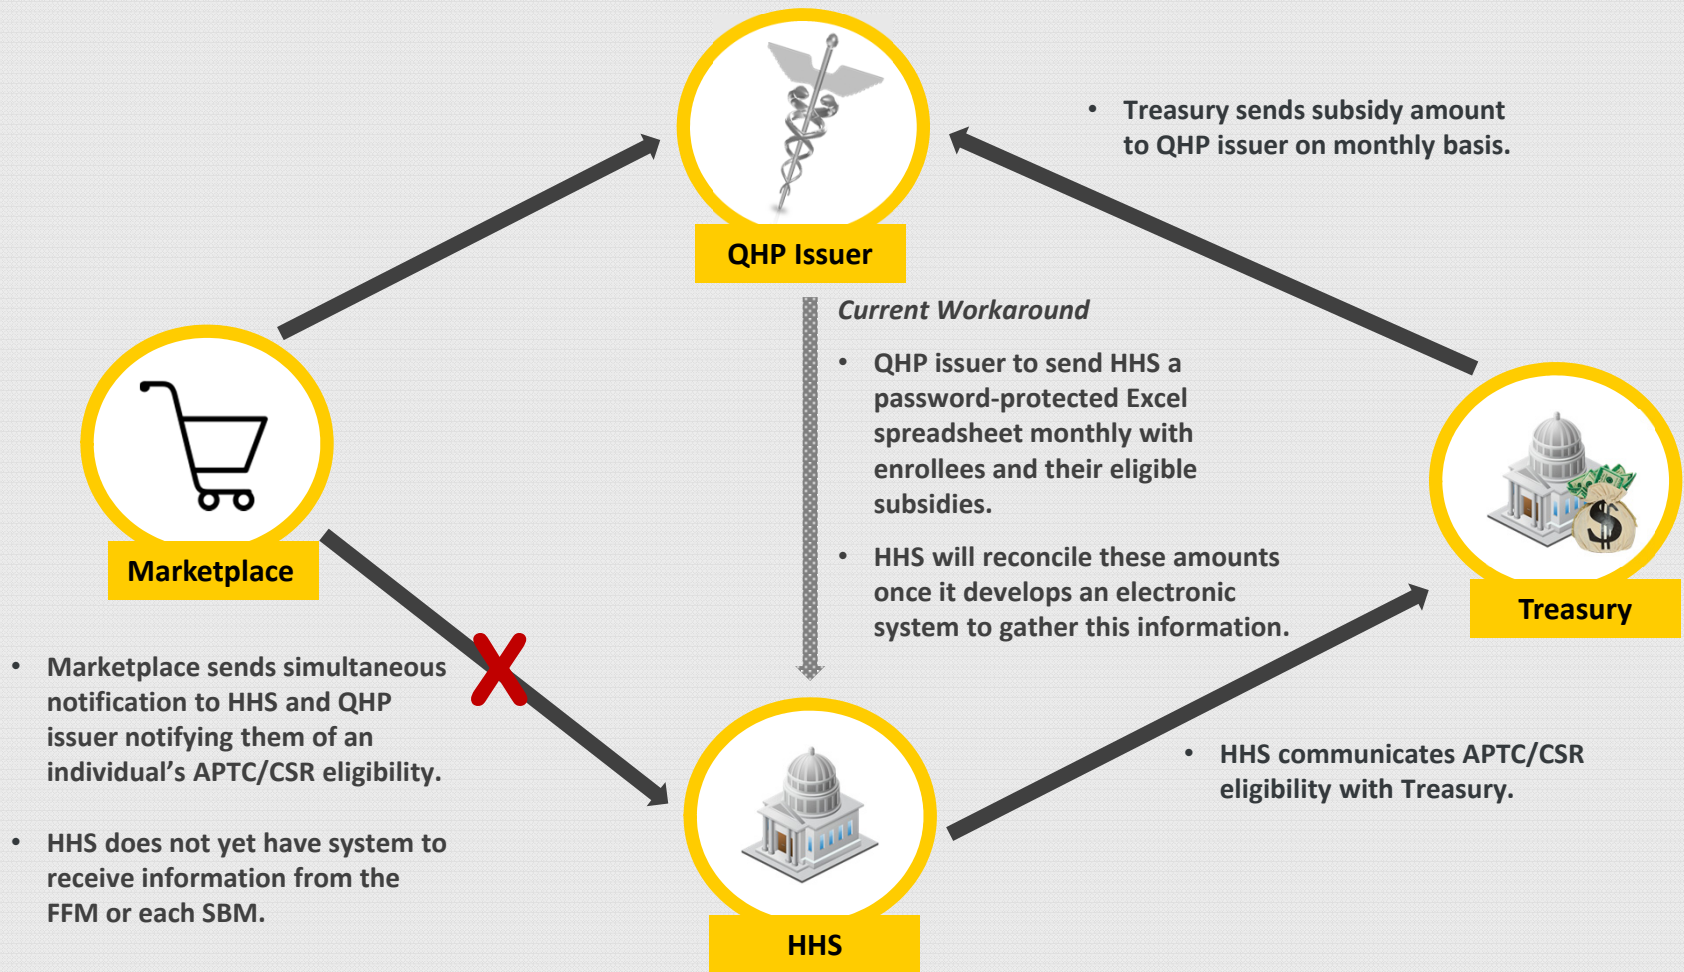 • Treasury sends subsidy amount
to QHP issuer on monthly basis.
QHP Issuer
Current Workaround
• QHP issuer to send HHS a
password-protected Excel
spreadsheet monthly with
enrollees and their eligible
subsidies.
• HHS will reconcile these amounts
once it develops an electronic
system to gather this information.
Marketplace
• Marketplace sends simultaneous
notification to HHS and QHP
issuer notifying them of an
individual’s APTC/CSR eligibility.
• HHS does not yet have system to
receive information from the
FFM or each SBM.
$
Treasury
• HHS communicates APTC/CSR
eligibility with Treasury.
HHS